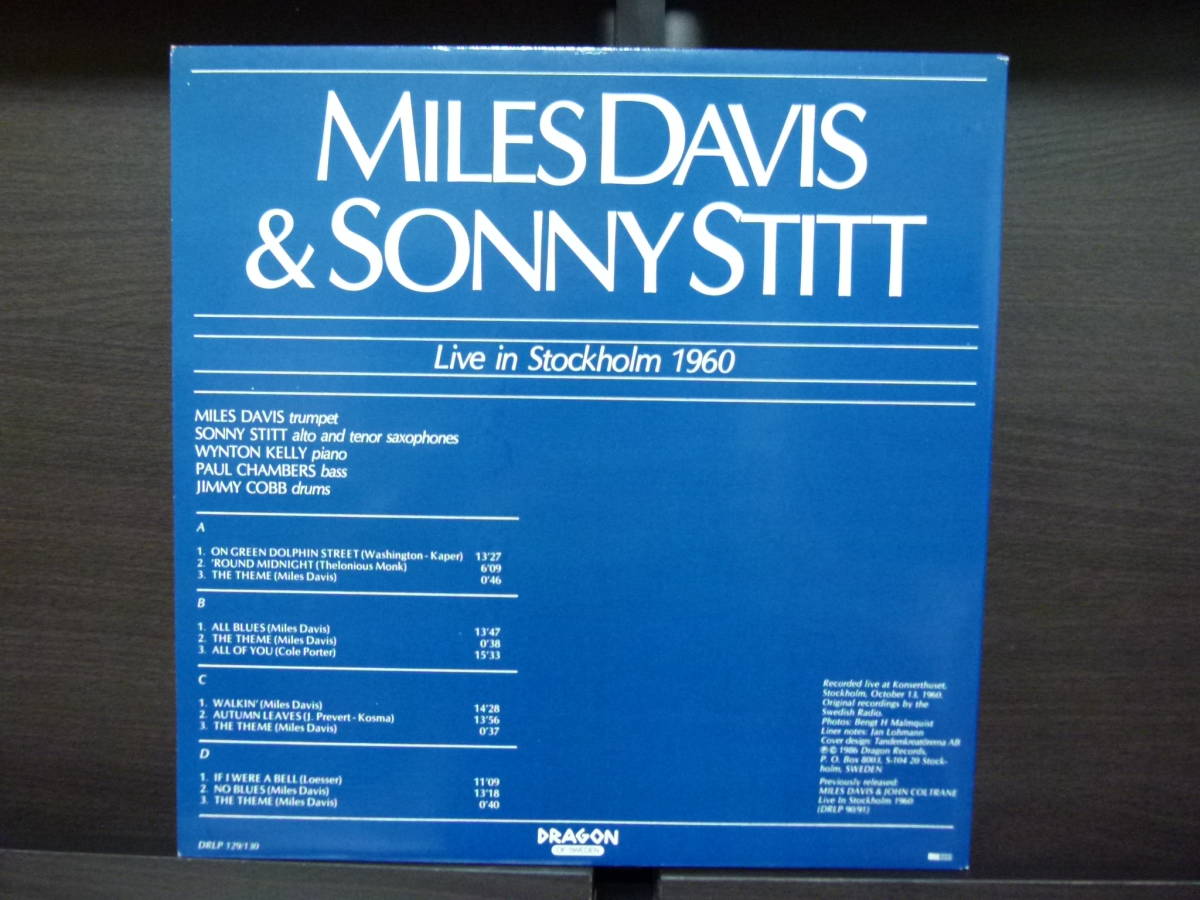 MILES DAVIS
& SONNY STITT
Live in Stockholm 1960
MILES DAVIS trumpet
SONNY STITT alto and tenor saxophones
WYNTON KELLY piano
PAUL CHAMBERS bass
JIMMY COBB drums
A
1. ON GREEN DOLPHIN STREET (Washington - Kaper) 13'27
2. 'ROUND MIDNIGHT (Thelonious Monk) 6'09
3. THE THEME (Miles Davis) 0'46
B
1. ALL BLUES (Miles Davis) 13'47
2. THE THEME (Miles Davis) 0'38
3. ALL OF YOU (Cole Porter) 15'33
C
1. WALKIN' (Miles Davis) 14'28
2. AUTUMN LEAVES (J. Prevert - Kosma) 13'56
3. THE THEME (Miles Davis) 0'37
D
1. IF I WERE A BELL (Loesser) 11'09
2. NO BLUES (Miles Davis) 13'18
3. THE THEME (Miles Davis) 0'40
Recorded live at Konserthuset,
Stockholm, October 13, 1960.
Original recordings by the
Swedish Radio.
Photos: Bengt H Malmquist
Liner notes: Jan Lohmann
Cover design: AB
℗ © 1986 Dragon Records,
P. O. Box 8003, S-104 20 Stock-
holm, SWEDEN
Previously released:
MILES DAVIS & JOHN COLTRANE
Live In Stockholm 1960
(DRLP 90/91)
DRLP 129/130
DRAGON
OF SWEDEN